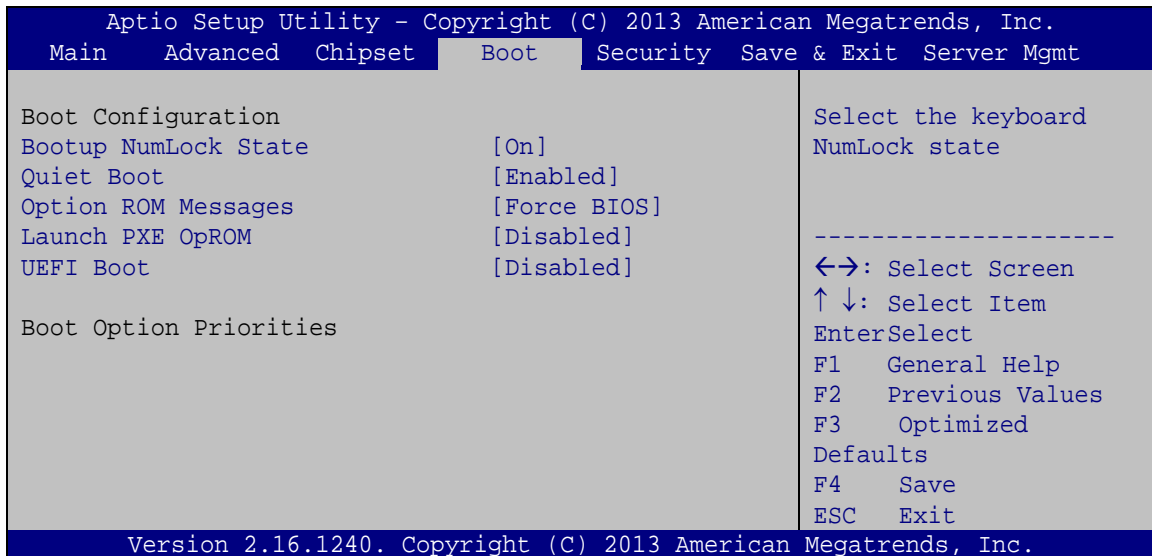 Aptio Setup Utility – Copyright (C) 2013 American Megatrends, Inc.
Main Advanced Chipset Boot Security Save & Exit Server Mgmt
Boot Configuration
Bootup NumLock State [On]
Quiet Boot [Enabled]
Option ROM Messages [Force BIOS]
Launch PXE OpROM [Disabled]
UEFI Boot [Disabled]
Boot Option Priorities
Select the keyboard
NumLock state
---------------------
←→: Select Screen
↑ ↓: Select Item
EnterSelect
F1 General Help
F2 Previous Values
F3 Optimized
Defaults
F4 Save
ESC Exit
Version 2.16.1240. Copyright (C) 2013 American Megatrends, Inc.